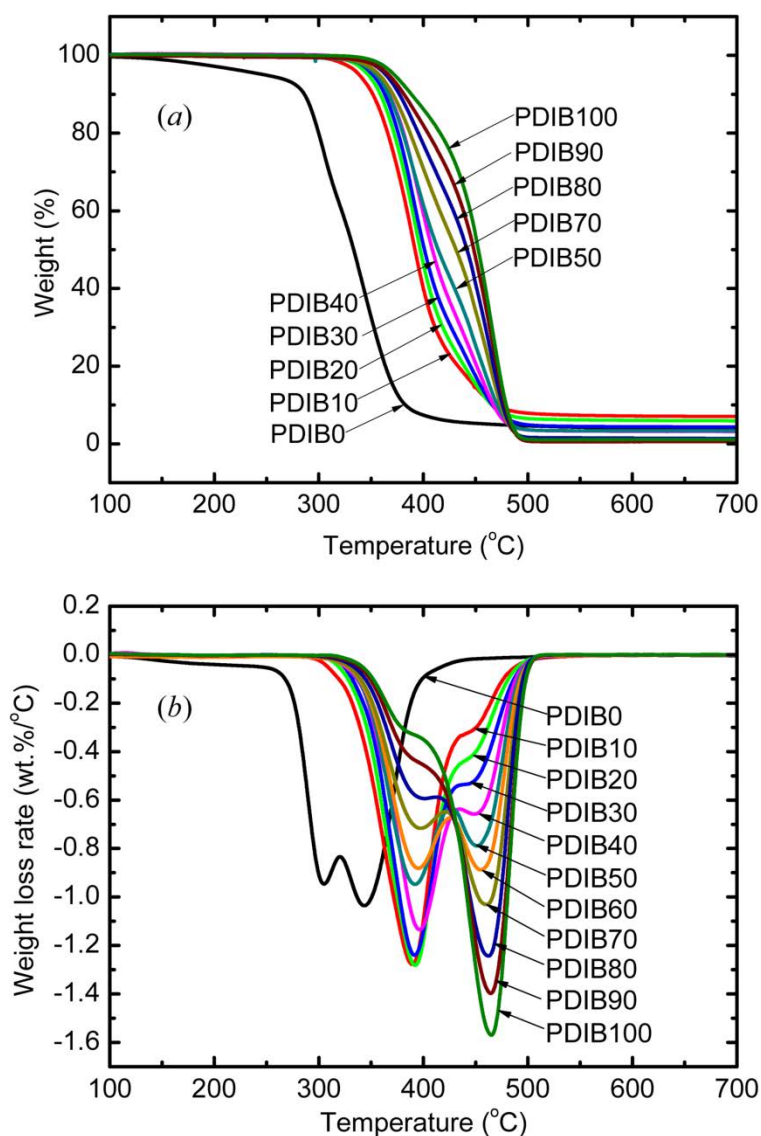 (a)
Weight (%)
100
80
60
40
20
0
PDIB100
PDIB90
PDIB80
PDIB70
PDIB50
PDIB40
PDIB30
PDIB20
PDIB10
PDIB0
100 200 300 400 500 600 700
Temperature (°C)
(b)
Weight loss rate (wt.%/°C)
0.2
0.0
-0.2
-0.4
-0.6
-0.8
-1.0
-1.2
-1.4
-1.6
PDIB0
PDIB10
PDIB20
PDIB30
PDIB40
PDIB50
PDIB60
PDIB70
PDIB80
PDIB90
PDIB100
100 200 300 400 500 600 700
Temperature (°C)